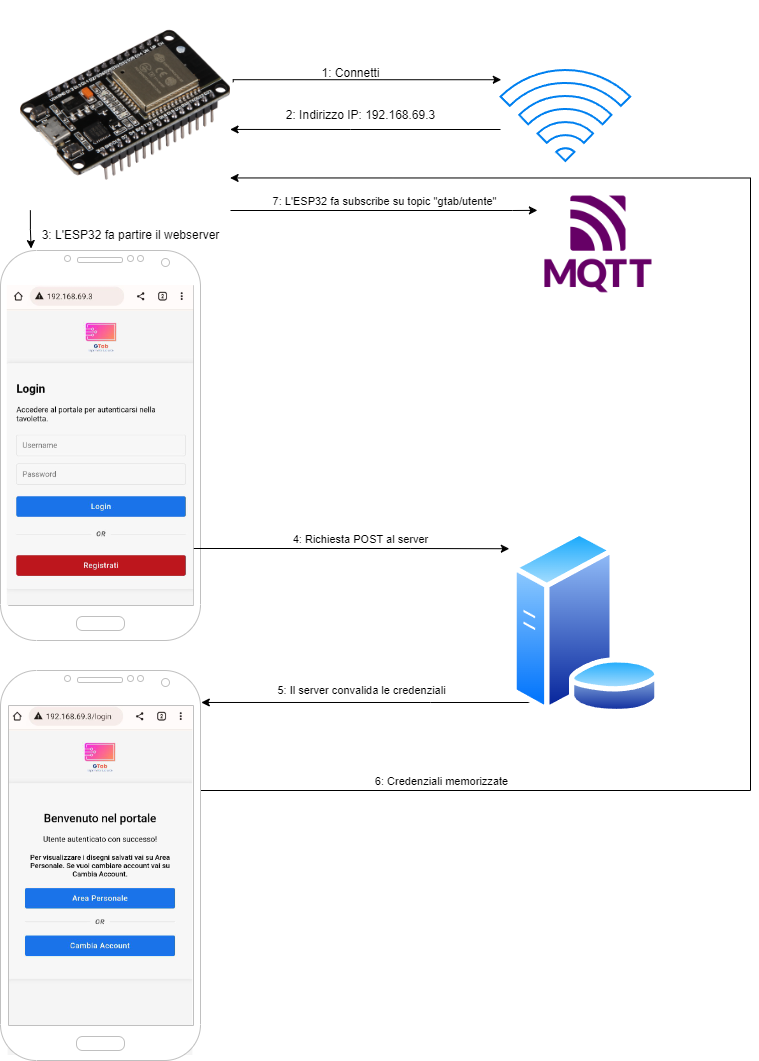 1: Connetti
2: Indirizzo IP: 192.168.69.3
7: L'ESP32 fa subscribe su topic "gtab/utente"
MQTT
3: L'ESP32 fa partire il webserver
192.168.69.3
2
GTab
Login
Accedere al portale per autenticarsi nella
tavoletta.
Username
Password
Login
OR
Registrati
4: Richiesta POST al server
5: Il server convalida le credenziali
192.168.69.3/login
2
GTab
6: Credenziali memorizzate
Benvenuto nel portale
Utente autenticato con successo!
Per visualizzare i disegni salvati vai su Area
Personale. Se vuoi cambiare account vai su
Cambia Account.
Area Personale
OR
Cambia Account